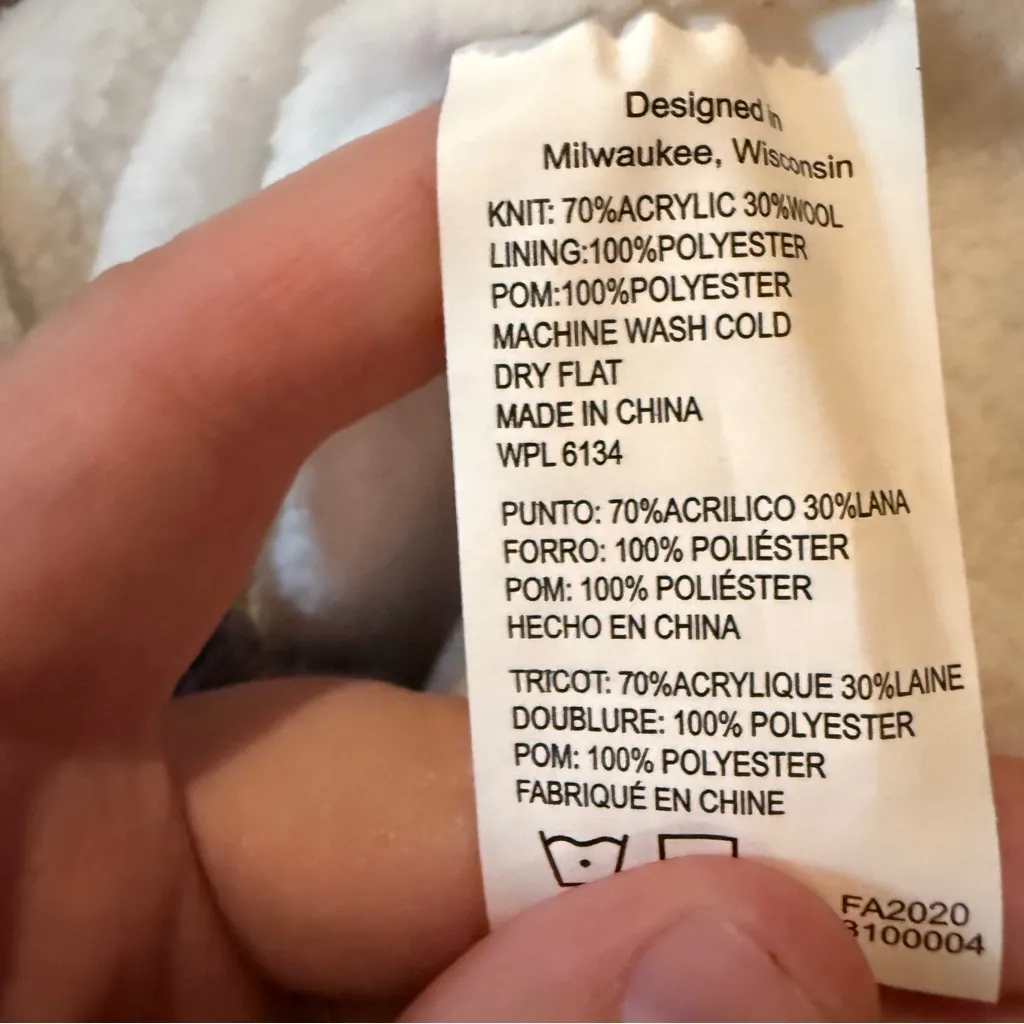 Designed in
Milwaukee, Wisconsin
KNIT: 70%ACRYLIC 30%WOOL
LINING:100%POLYESTER
POM:100%POLYESTER
MACHINE WASH COLD
DRY FLAT
MADE IN CHINA
WPL 6134
PUNTO: 70%ACRILICO 30%LANA
FORRO: 100% POLIÉSTER
POM: 100% POLIÉSTER
HECHO EN CHINA
TRICOT: 70%ACRYLIQUE 30%LAINE
DOUBLURE: 100% POLYESTER
POM: 100% POLYESTER
FABRIQUÉ EN CHINE
FA2020